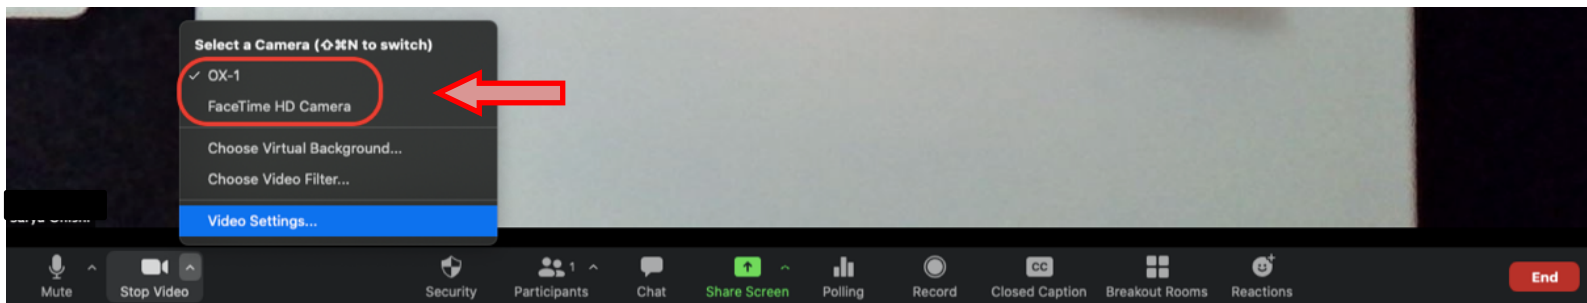 Select a Camera (⇧⌘N to switch)
✓ OX-1
FaceTime HD Camera
Choose Virtual Background...
Choose Video Filter...
Video Settings...
Mute
Stop Video
Security
1
Participants
Chat
Share Screen
Polling
Record
CC
Closed Caption
Breakout Rooms
Reactions
End